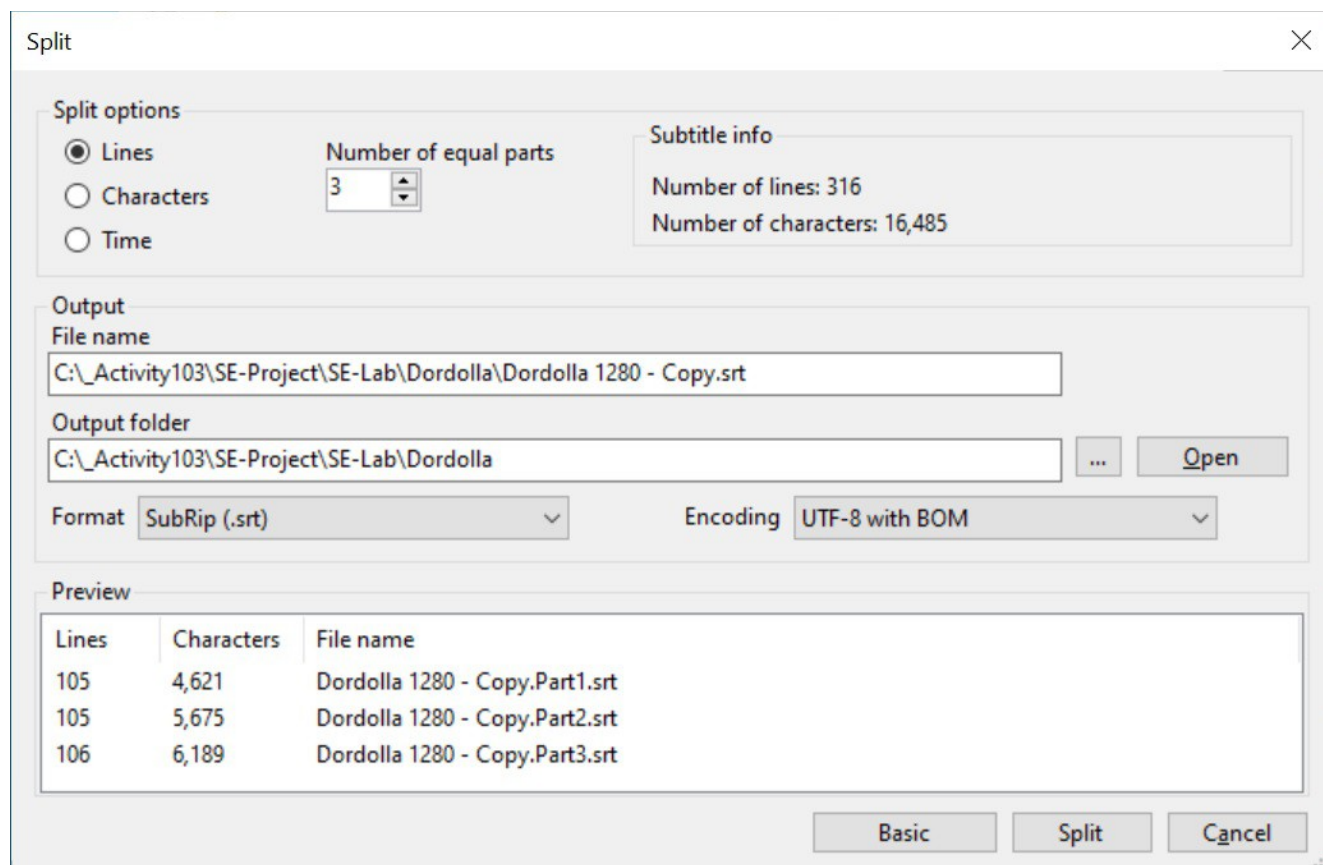 Split
Split options
Lines
Characters
Time
Number of equal parts
3
Subtitle info
Number of lines: 316
Number of characters: 16,485
Output
File name
C:\_Activity103\SE-Project\SE-Lab\Dordolla\Dordolla 1280 - Copy.srt
Output folder
C:\_Activity103\SE-Project\SE-Lab\Dordolla
... Open
Format SubRip (.srt) Encoding UTF-8 with BOM
Preview
Lines Characters File name
105 4,621 Dordolla 1280 - Copy.Part1.srt
105 5,675 Dordolla 1280 - Copy.Part2.srt
106 6,189 Dordolla 1280 - Copy.Part3.srt
Basic Split Cancel